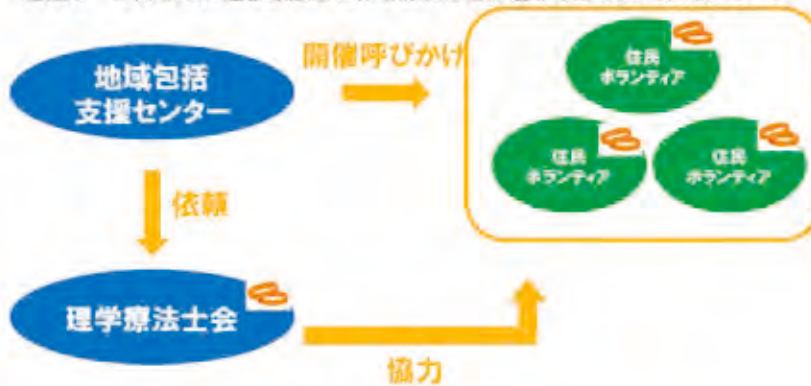 地域包括
支援センター
開催呼びかけ
住民
ボランティア
住民
ボランティア
住民
ボランティア
依頼
理学療法士会
協力